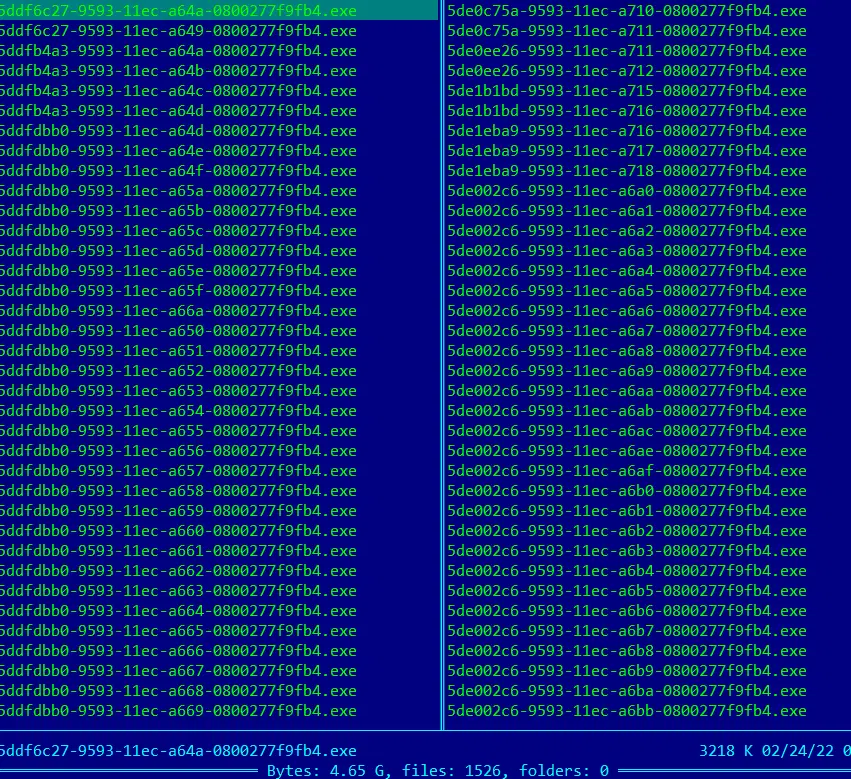 5ddf6c27-9593-11ec-a64a-0800277f9fb4.exe
5ddf6c27-9593-11ec-a649-0800277f9fb4.exe
5ddfb4a3-9593-11ec-a64a-0800277f9fb4.exe
5ddfb4a3-9593-11ec-a64b-0800277f9fb4.exe
5ddfb4a3-9593-11ec-a64c-0800277f9fb4.exe
5ddfb4a3-9593-11ec-a64d-0800277f9fb4.exe
5ddfdbb0-9593-11ec-a64d-0800277f9fb4.exe
5ddfdbb0-9593-11ec-a64e-0800277f9fb4.exe
5ddfdbb0-9593-11ec-a64f-0800277f9fb4.exe
5ddfdbb0-9593-11ec-a65a-0800277f9fb4.exe
5ddfdbb0-9593-11ec-a65b-0800277f9fb4.exe
5ddfdbb0-9593-11ec-a65c-0800277f9fb4.exe
5ddfdbb0-9593-11ec-a65d-0800277f9fb4.exe
5ddfdbb0-9593-11ec-a65e-0800277f9fb4.exe
5ddfdbb0-9593-11ec-a65f-0800277f9fb4.exe
5ddfdbb0-9593-11ec-a66a-0800277f9fb4.exe
5ddfdbb0-9593-11ec-a650-0800277f9fb4.exe
5ddfdbb0-9593-11ec-a651-0800277f9fb4.exe
5ddfdbb0-9593-11ec-a652-0800277f9fb4.exe
5ddfdbb0-9593-11ec-a653-0800277f9fb4.exe
5ddfdbb0-9593-11ec-a654-0800277f9fb4.exe
5ddfdbb0-9593-11ec-a655-0800277f9fb4.exe
5ddfdbb0-9593-11ec-a656-0800277f9fb4.exe
5ddfdbb0-9593-11ec-a657-0800277f9fb4.exe
5ddfdbb0-9593-11ec-a658-0800277f9fb4.exe
5ddfdbb0-9593-11ec-a659-0800277f9fb4.exe
5ddfdbb0-9593-11ec-a660-0800277f9fb4.exe
5ddfdbb0-9593-11ec-a661-0800277f9fb4.exe
5ddfdbb0-9593-11ec-a662-0800277f9fb4.exe
5ddfdbb0-9593-11ec-a663-0800277f9fb4.exe
5ddfdbb0-9593-11ec-a664-0800277f9fb4.exe
5ddfdbb0-9593-11ec-a665-0800277f9fb4.exe
5ddfdbb0-9593-11ec-a666-0800277f9fb4.exe
5ddfdbb0-9593-11ec-a667-0800277f9fb4.exe
5ddfdbb0-9593-11ec-a668-0800277f9fb4.exe
5ddfdbb0-9593-11ec-a669-0800277f9fb4.exe
5de0c75a-9593-11ec-a710-0800277f9fb4.exe
5de0c75a-9593-11ec-a711-0800277f9fb4.exe
5de0ee26-9593-11ec-a711-0800277f9fb4.exe
5de0ee26-9593-11ec-a712-0800277f9fb4.exe
5de1b1bd-9593-11ec-a715-0800277f9fb4.exe
5de1b1bd-9593-11ec-a716-0800277f9fb4.exe
5de1eba9-9593-11ec-a716-0800277f9fb4.exe
5de1eba9-9593-11ec-a717-0800277f9fb4.exe
5de1eba9-9593-11ec-a718-0800277f9fb4.exe
5de002c6-9593-11ec-a6a0-0800277f9fb4.exe
5de002c6-9593-11ec-a6a1-0800277f9fb4.exe
5de002c6-9593-11ec-a6a2-0800277f9fb4.exe
5de002c6-9593-11ec-a6a3-0800277f9fb4.exe
5de002c6-9593-11ec-a6a4-0800277f9fb4.exe
5de002c6-9593-11ec-a6a5-0800277f9fb4.exe
5de002c6-9593-11ec-a6a6-0800277f9fb4.exe
5de002c6-9593-11ec-a6a7-0800277f9fb4.exe
5de002c6-9593-11ec-a6a8-0800277f9fb4.exe
5de002c6-9593-11ec-a6a9-0800277f9fb4.exe
5de002c6-9593-11ec-a6aa-0800277f9fb4.exe
5de002c6-9593-11ec-a6ab-0800277f9fb4.exe
5de002c6-9593-11ec-a6ac-0800277f9fb4.exe
5de002c6-9593-11ec-a6ae-0800277f9fb4.exe
5de002c6-9593-11ec-a6af-0800277f9fb4.exe
5de002c6-9593-11ec-a6b0-0800277f9fb4.exe
5de002c6-9593-11ec-a6b1-0800277f9fb4.exe
5de002c6-9593-11ec-a6b2-0800277f9fb4.exe
5de002c6-9593-11ec-a6b3-0800277f9fb4.exe
5de002c6-9593-11ec-a6b4-0800277f9fb4.exe
5de002c6-9593-11ec-a6b5-0800277f9fb4.exe
5de002c6-9593-11ec-a6b6-0800277f9fb4.exe
5de002c6-9593-11ec-a6b7-0800277f9fb4.exe
5de002c6-9593-11ec-a6b8-0800277f9fb4.exe
5de002c6-9593-11ec-a6b9-0800277f9fb4.exe
5de002c6-9593-11ec-a6ba-0800277f9fb4.exe
5de002c6-9593-11ec-a6bb-0800277f9fb4.exe
5ddf6c27-9593-11ec-a64a-0800277f9fb4.exe 3218 K 02/24/22 0
Bytes: 4.65 G, files: 1526, folders: 0